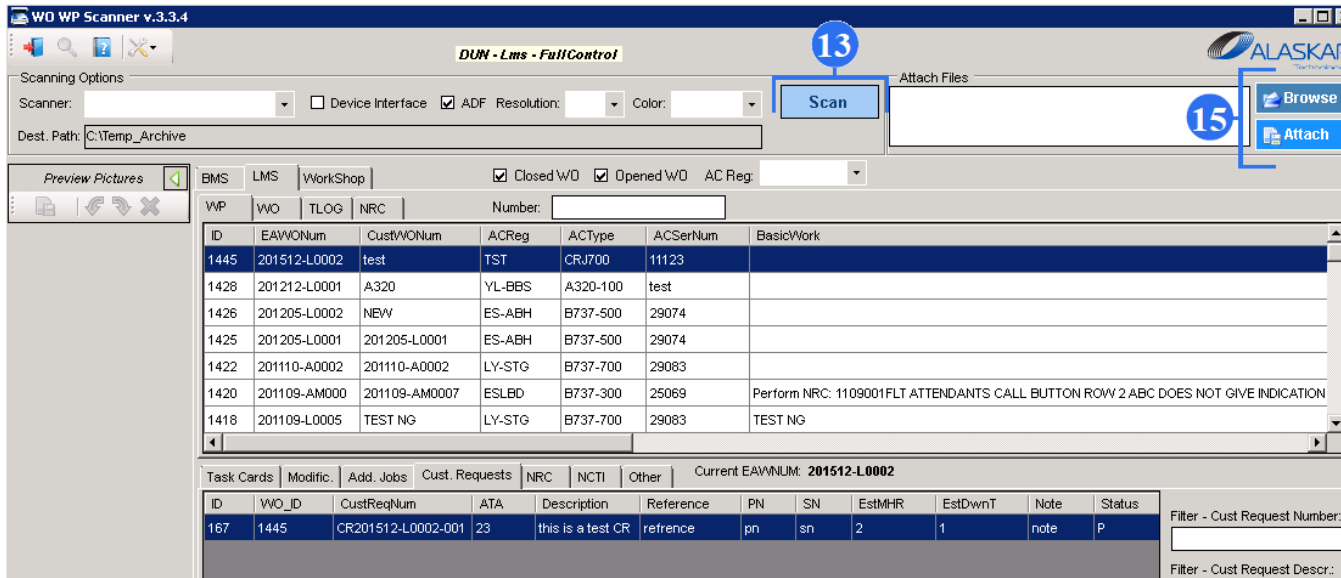 WO WP Scanner v.3.3.4
DUN - Lms - FullControl
13
ALASKAR
Technolog
Scanning Options
Attach Files
Scanner:
Device Interface
ADF
Resolution:
Color:
Scan
Browse
15
Dest. Path: C:\Temp_Archive
Attach
Preview Pictures
BMS LMS WorkShop
Closed WO Opened WO AC Reg:
WP WO TLOG NRC
Number:
ID EAWONum CustWONum ACReg ACType ACSerNum BasicWork
1445 201512-L0002 test TST CRJ700 11123
1428 201212-L0001 A320 YL-BBS A320-100 test
1426 201205-L0002 NEW ES-ABH B737-500 29074
1425 201205-L0001 201205-L0001 ES-ABH B737-500 29074
1422 201110-A0002 201110-A0002 LY-STG B737-700 29083
1420 201109-AM000 201109-AM0007 ESLBD B737-300 25069 Perform NRC: 1109001FLT ATTENDANTS CALL BUTTON ROW 2 ABC DOES NOT GIVE INDICATION
1418 201109-L0005 TEST NG LY-STG B737-700 29083 TEST NG
Task Cards Modific. Add. Jobs Cust. Requests NRC NCTI Other Current EAWNUM: 201512-L0002
ID WO_ID CustReqNum ATA Description Reference PN SN EstMHR EstDwnT Note Status
167 1445 CR201512-L0002-001 23 this is a test CR refrence pn sn 2 1 note P
Filter - Cust Request Number:
Filter - Cust Request Descr.: